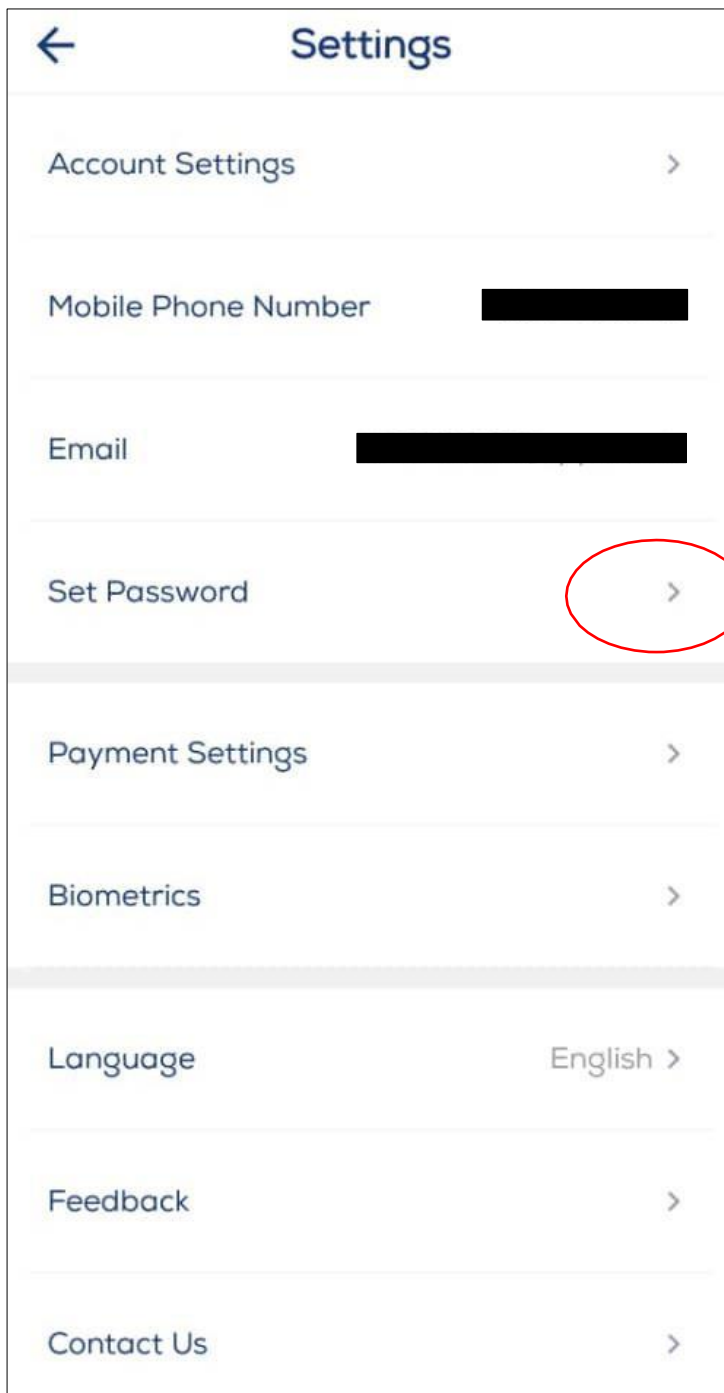 Settings
Account Settings
Mobile Phone Number
Email
Set Password
Payment Settings
Biometrics
Language English
Feedback
Contact Us